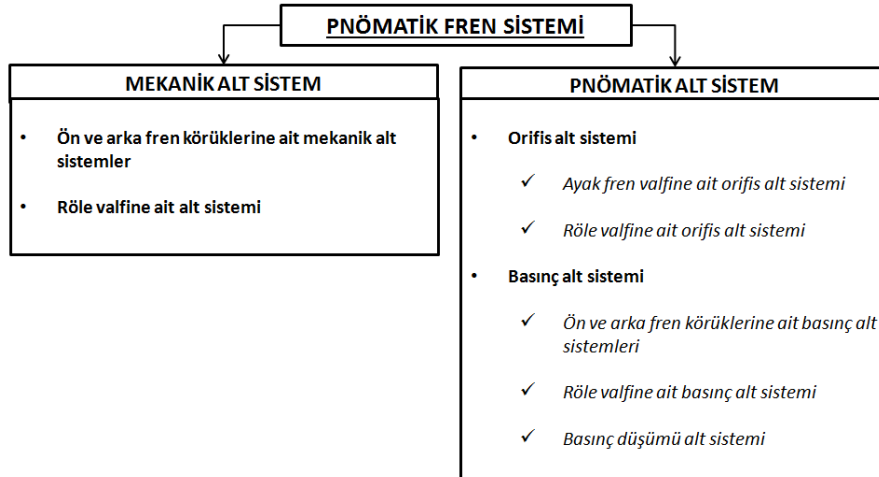 PNÖMATİK FREN SİSTEMİ
MEKANİK ALT SİSTEM
• Ön ve arka fren körüklerine ait mekanik alt
sistemler
• Röle valfine ait alt sistemi
PNÖMATİK ALT SİSTEM
• Orifis alt sistemi
✓ Ayak fren valfine ait orifis alt sistemi
✓ Röle valfine ait orifis alt sistemi
• Basınç alt sistemi
✓ Ön ve arka fren körüklerine ait basınç alt
sistemleri
✓ Röle valfine ait basınç alt sistemi
✓ Basınç düşümü alt sistemi